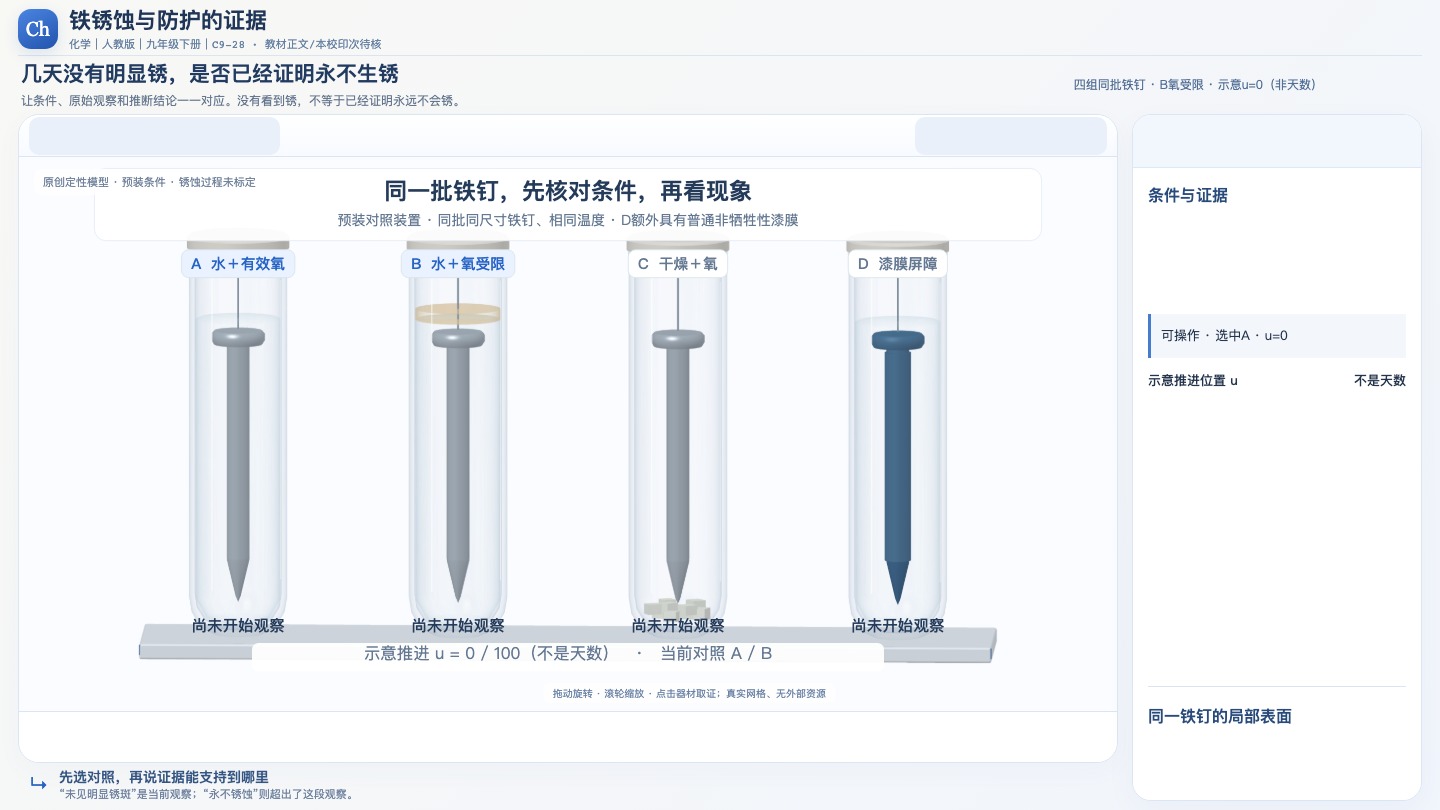 Ch
铁锈蚀与防护的证据
化学｜人教版｜九年级下册｜C9-28 · 教材正文/本校印次待核
几天没有明显锈，是否已经证明永不生锈
让条件、原始观察和推断结论一一对应。没有看到锈，不等于已经证明永远不会锈。
四组同批铁钉 · B氧受限 · 示意u=0（非天数）
原创定性模型 · 预装条件 · 锈蚀过程未标定
同一批铁钉，先核对条件，再看现象
预装对照装置 · 同批同尺寸铁钉、相同温度 · D额外具有普通非牺牲性漆膜
A 水＋有效氧
B 水＋氧受限
C 干燥＋氧
D 漆膜屏障
尚未开始观察
尚未开始观察
尚未开始观察
尚未开始观察
示意推进 u = 0 / 100（不是天数） · 当前对照 A / B
拖动旋转 · 滚轮缩放 · 点击器材取证；真实网格、无外部资源
条件与证据
可操作 · 选中A · u=0
示意推进位置 u 不是天数
同一铁钉的局部表面
先选对照，再说证据能支持到哪里
“未见明显锈斑”是当前观察；“永不锈蚀”则超出了这段观察。